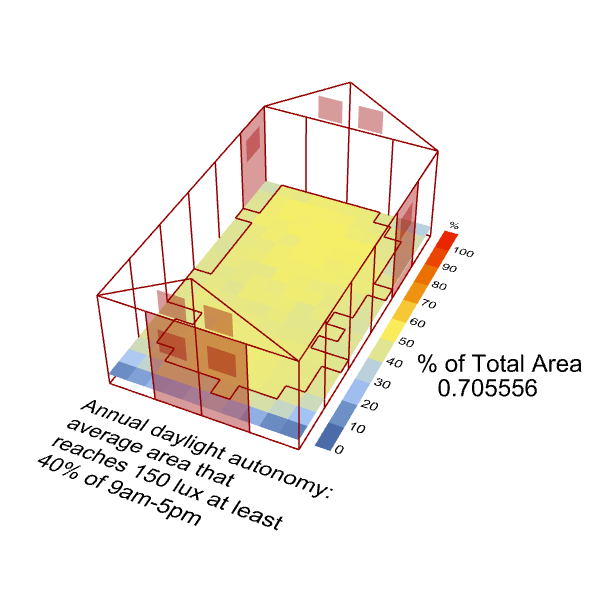 %
100
90
80
70
60
50
40
30
20
10
0
% of Total Area
0.705556
Annual daylight autonomy:
average area that
reaches 150 lux at least
40% of 9am-5pm